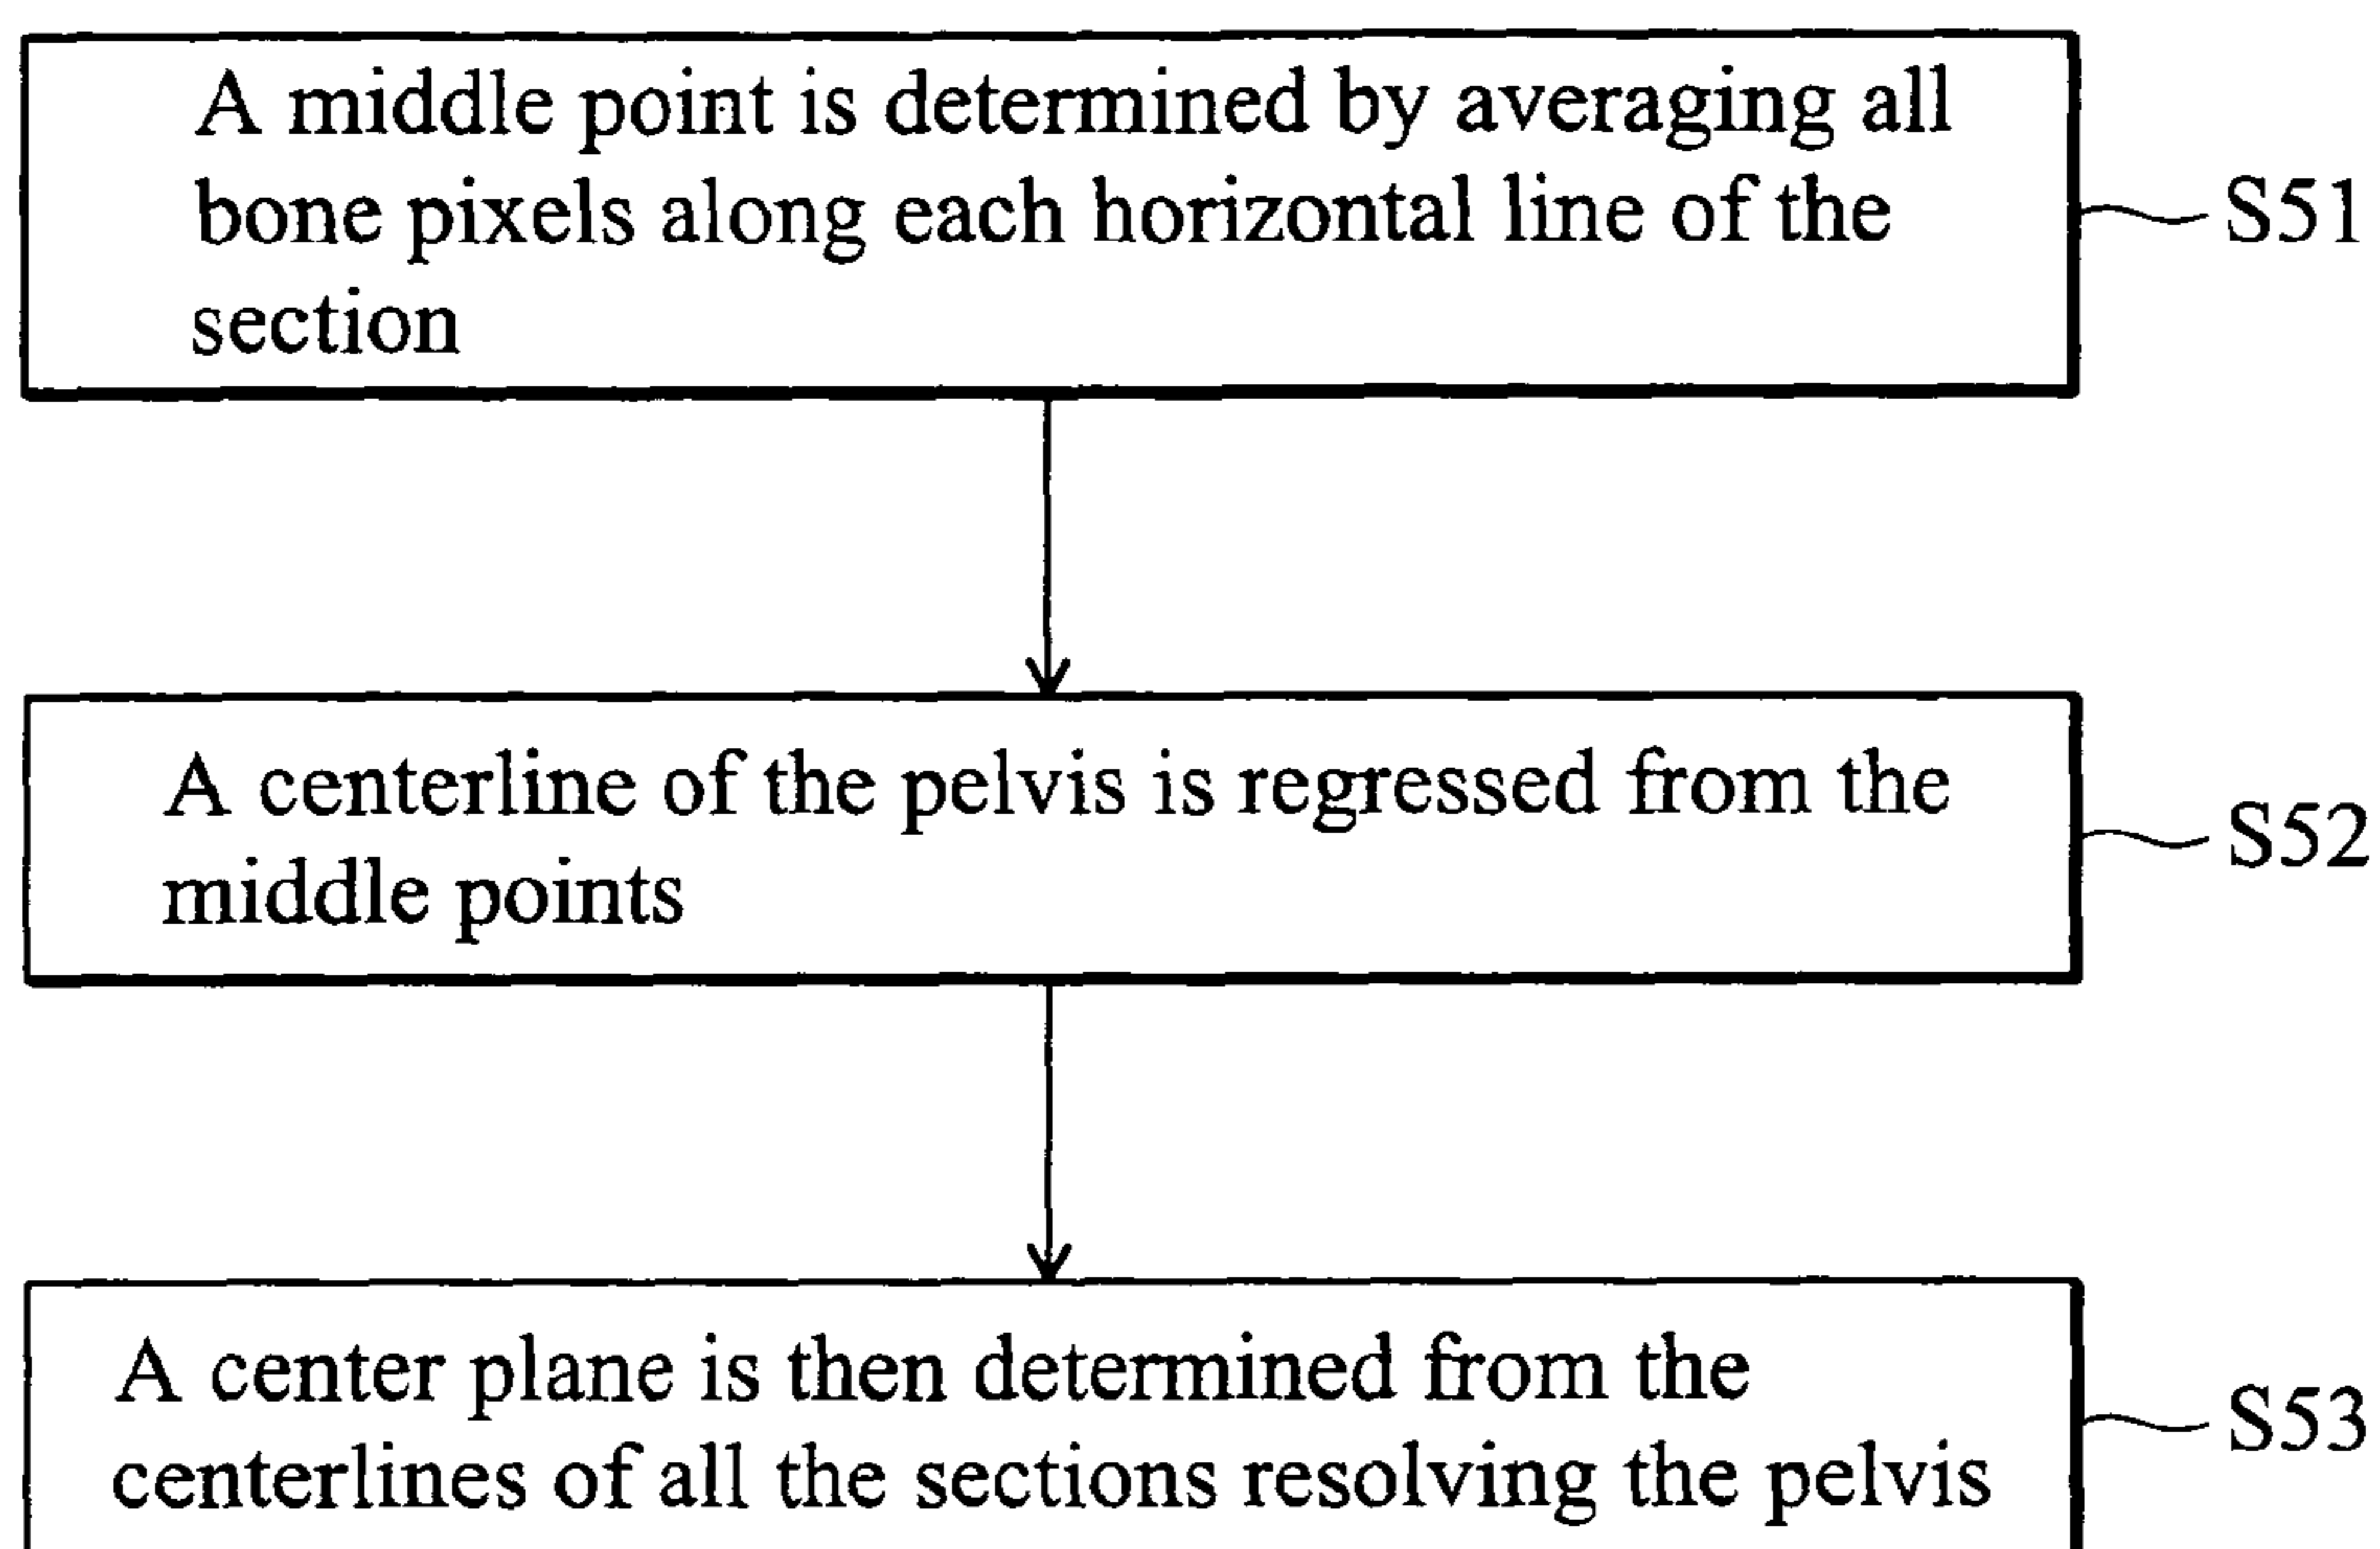 A middle point is determined by averaging all
bone pixels along each horizontal line of the
section
S51
A centerline of the pelvis is regressed from the
middle points
S52
A center plane is then determined from the
centerlines of all the sections resolving the pelvis
S53